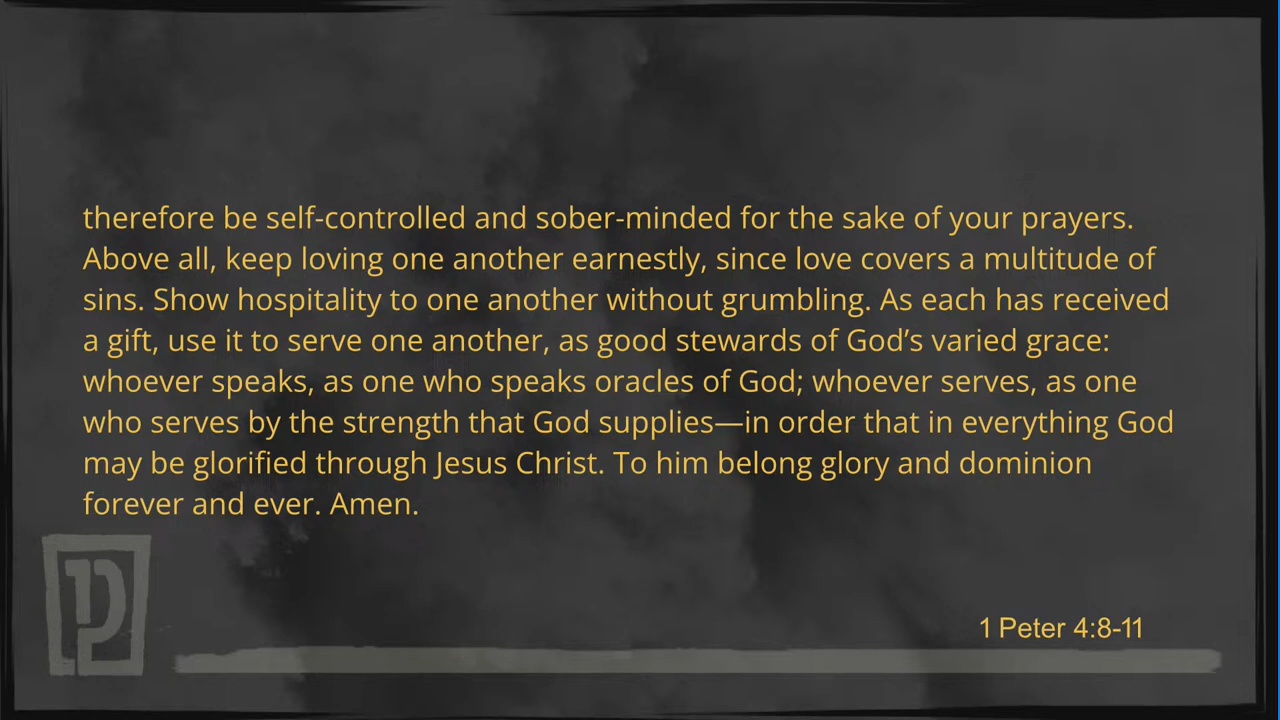 therefore be self-controlled and sober-minded for the sake of your prayers.
Above all, keep loving one another earnestly, since love covers a multitude of
sins. Show hospitality to one another without grumbling. As each has received
a gift, use it to serve one another, as good stewards of God’s varied grace:
whoever speaks, as one who speaks oracles of God; whoever serves, as one
who serves by the strength that God supplies—in order that in everything God
may be glorified through Jesus Christ. To him belong glory and dominion
forever and ever. Amen.
1 Peter 4:8-11